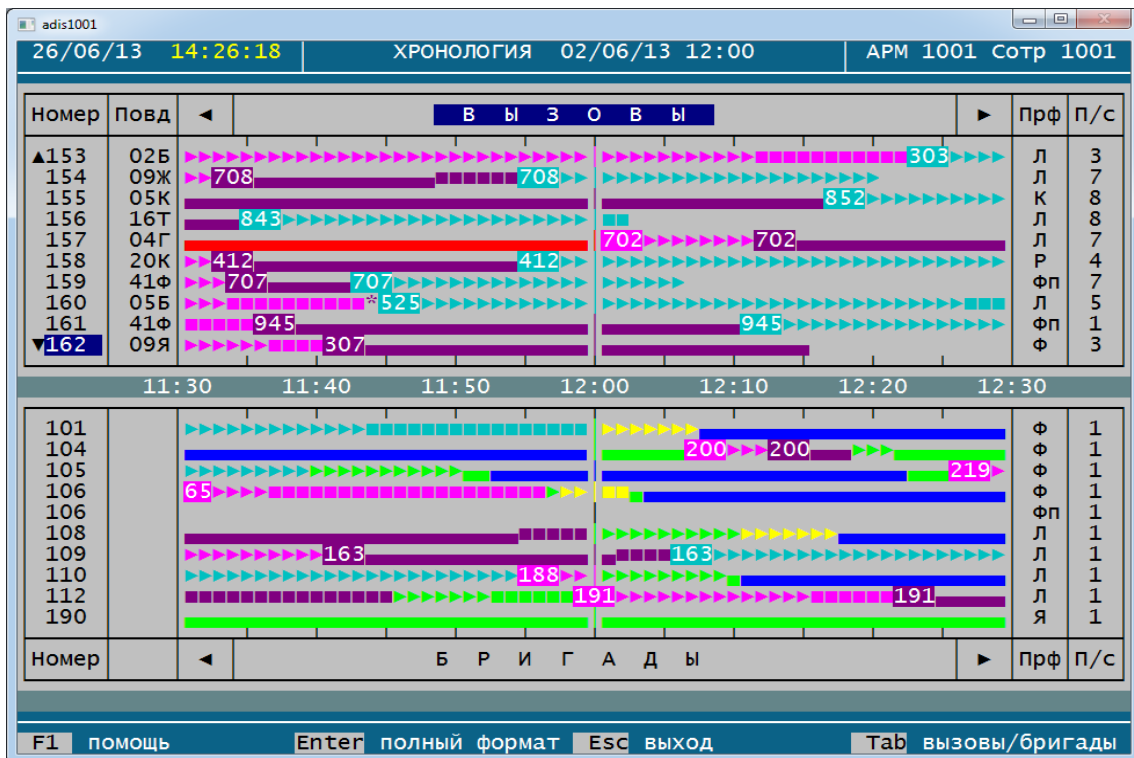 adis1001
26/06/13 14:26:18 ХРОНОЛОГИЯ 02/06/13 12:00 АРМ 1001 Сотр 1001
Номер Повд ◄ В Ы З О В Ы ► Прф П/с
▲153 02Б 303 Л 3
154 09Ж 708 708 Л 7
155 05К 852 К 8
156 16Т 843 Л 8
157 04Г 702 702 Л 7
158 20К 412 412 Р 4
159 41Ф 707 707 Фп 7
160 05Б *525 Л 5
161 41Ф 945 945 Фп 1
▼162 09Я 307 Ф 3
11:30 11:40 11:50 12:00 12:10 12:20 12:30
101 Ф 1
104 200 200 Ф 1
105 219 Ф 1
106 65 Ф 1
106 Фп 1
108 Л 1
109 163 163 Л 1
110 188 Л 1
112 191 191 Л 1
190 Я 1
Номер ◄ Б Р И Г А Д Ы ► Прф П/с
F1 помощь Enter полный формат Esc выход Tab вызовы/бригады